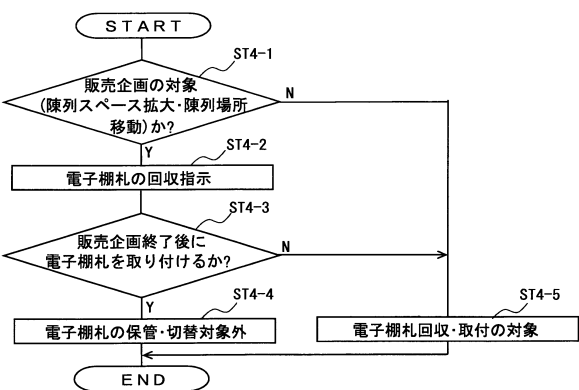 START
ST4-1
販売企画の対象
(陳列スペース拡大・陳列場所
移動)か?
N
Y
ST4-2
電子棚札の回収指示
ST4-3
販売企画終了後に
電子棚札を取り付けるか?
N
Y
ST4-4
電子棚札の保管・切替対象外
ST4-5
電子棚札回収・取付の対象
END